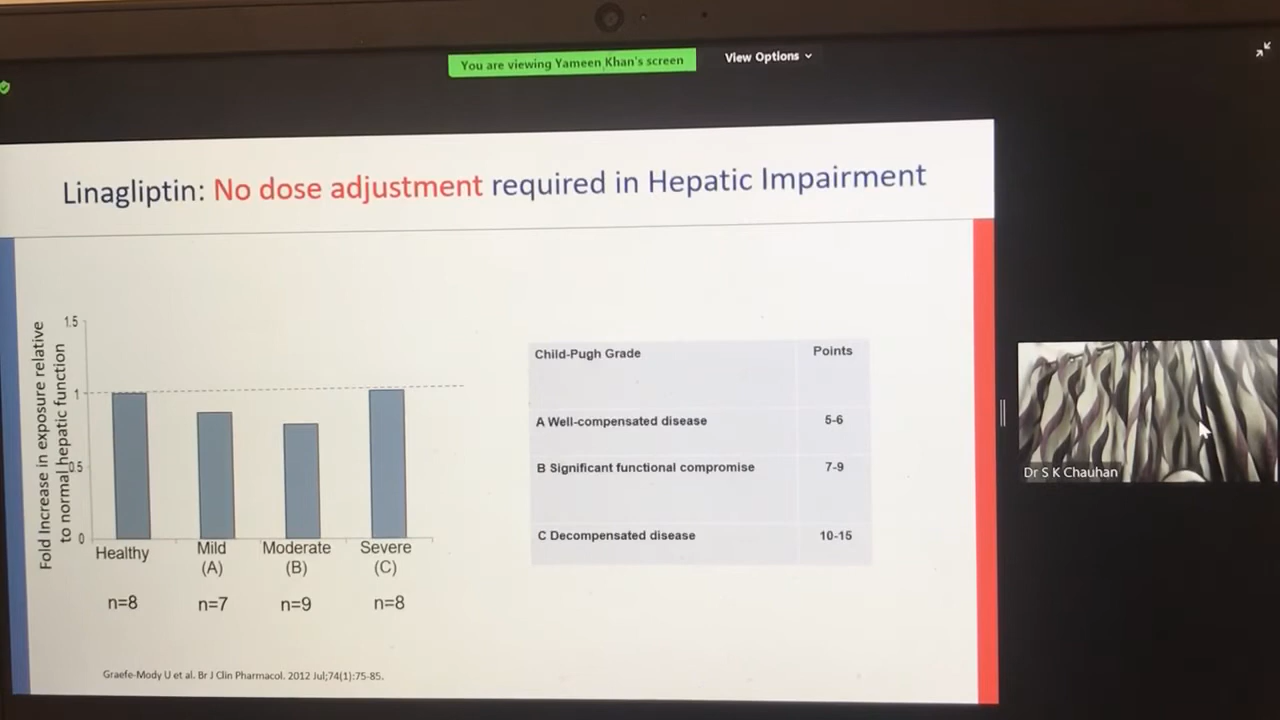 You are viewing Yameen Khan's screen
View Options
Linagliptin: No dose adjustment required in Hepatic Impairment
Fold Increase in exposure relative
to normal hepatic function
1.5
1
0.5
0
Healthy
Mild
(A)
Moderate
(B)
Severe
(C)
n=8
n=7
n=9
n=8
Child-Pugh Grade
Points
A Well-compensated disease
5-6
B Significant functional compromise
7-9
C Decompensated disease
10-15
Graefe-Mody U et al. Br J Clin Pharmacol. 2012 Jul;74(1):75-85.
Dr S K Chauhan